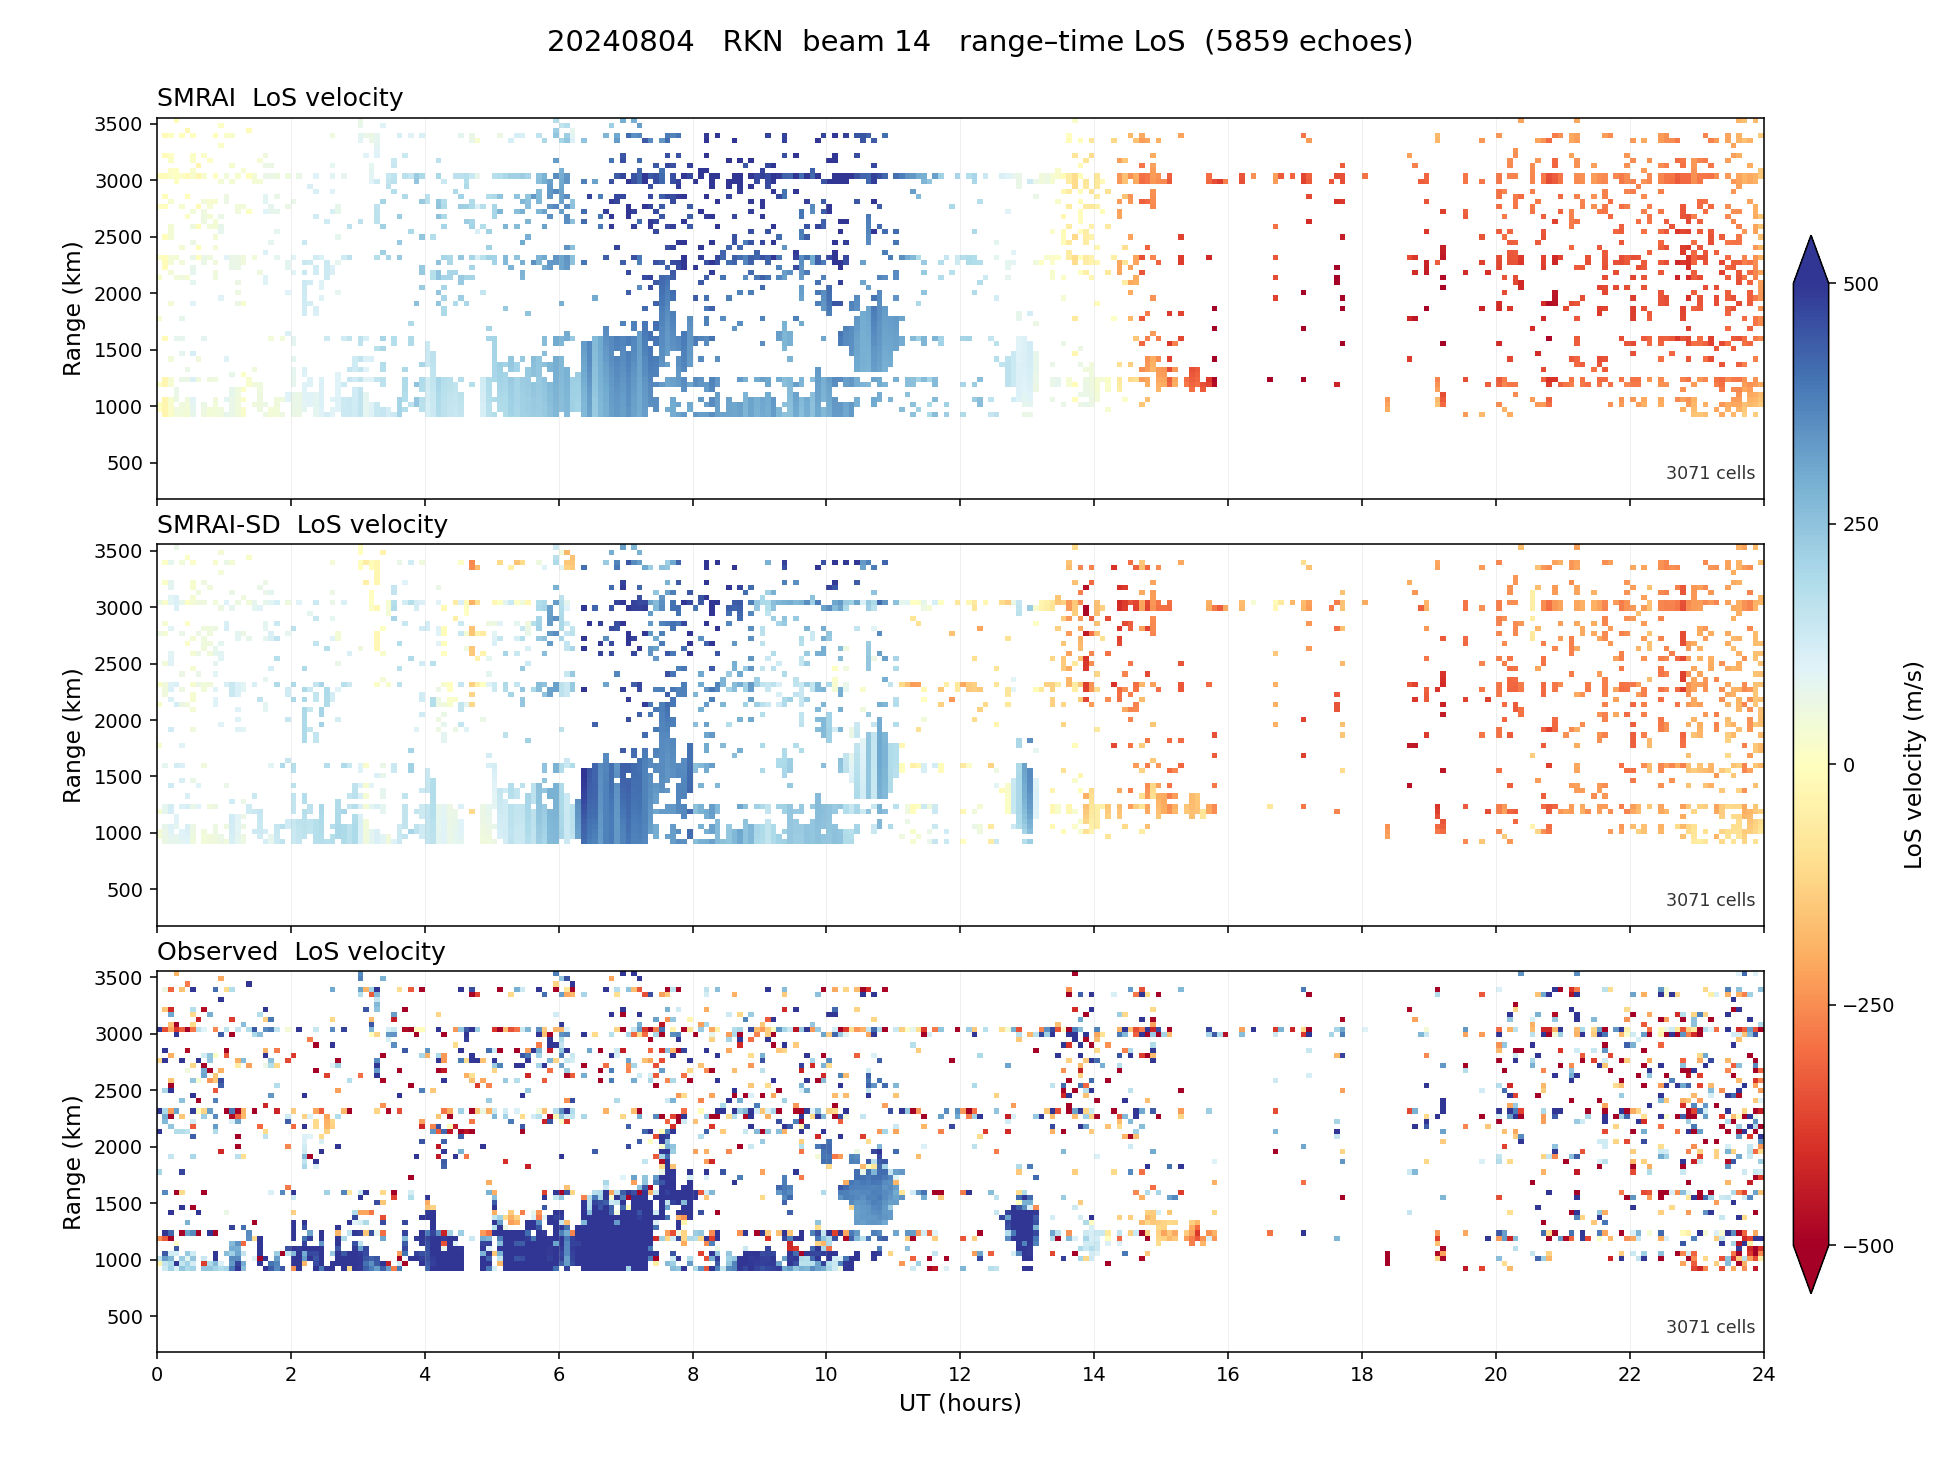 20240804   RKN  beam 14   range–time LoS  (5859 echoes)
SMRAI  LoS velocity
3500
3000
2500
2000
1500
1000
500
Range (km)
3071 cells
SMRAI-SD  LoS velocity
3500
3000
2500
2000
1500
1000
500
Range (km)
3071 cells
Observed  LoS velocity
3500
3000
2500
2000
1500
1000
500
Range (km)
3071 cells
0 2 4 6 8 10 12 14 16 18 20 22 24
UT (hours)
500
250
0
−250
−500
LoS velocity (m/s)